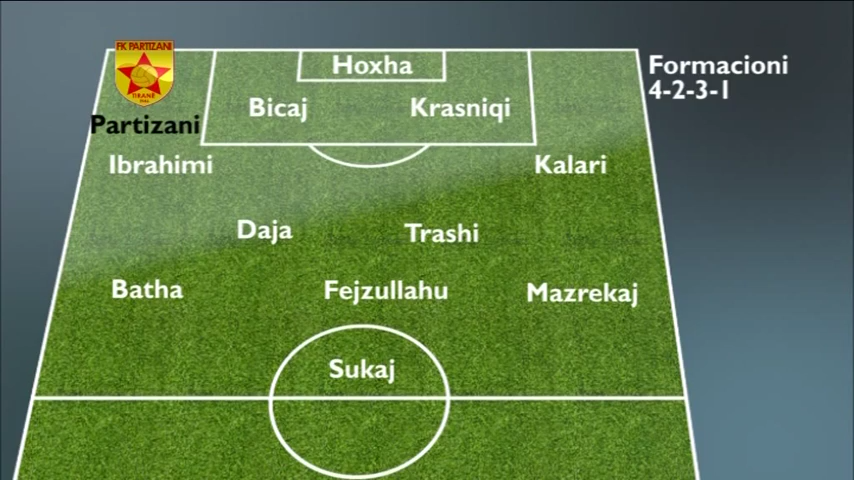 FK PARTIZANI
TIRANË
Partizani
Formacioni
4-2-3-1
Hoxha
Bicaj Krasniqi
Ibrahimi Kalari
Daja Trashi
Batha Fejzullahu Mazrekaj
Sukaj